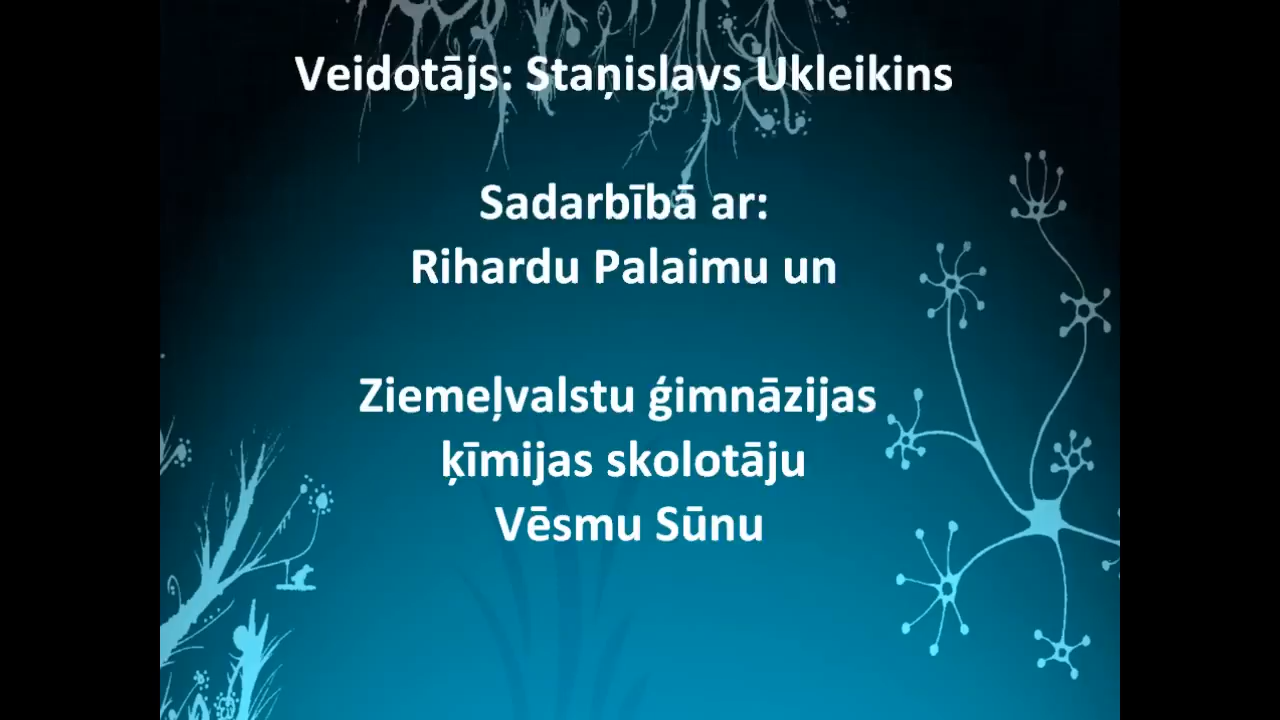 Veidotājs: Staņislavs Ukleikins
Sadarbībā ar:
Rihardu Palaimu un
Ziemeļvalstu ģimnāzijas
ķīmijas skolotāju
Vēsmu Sūnu